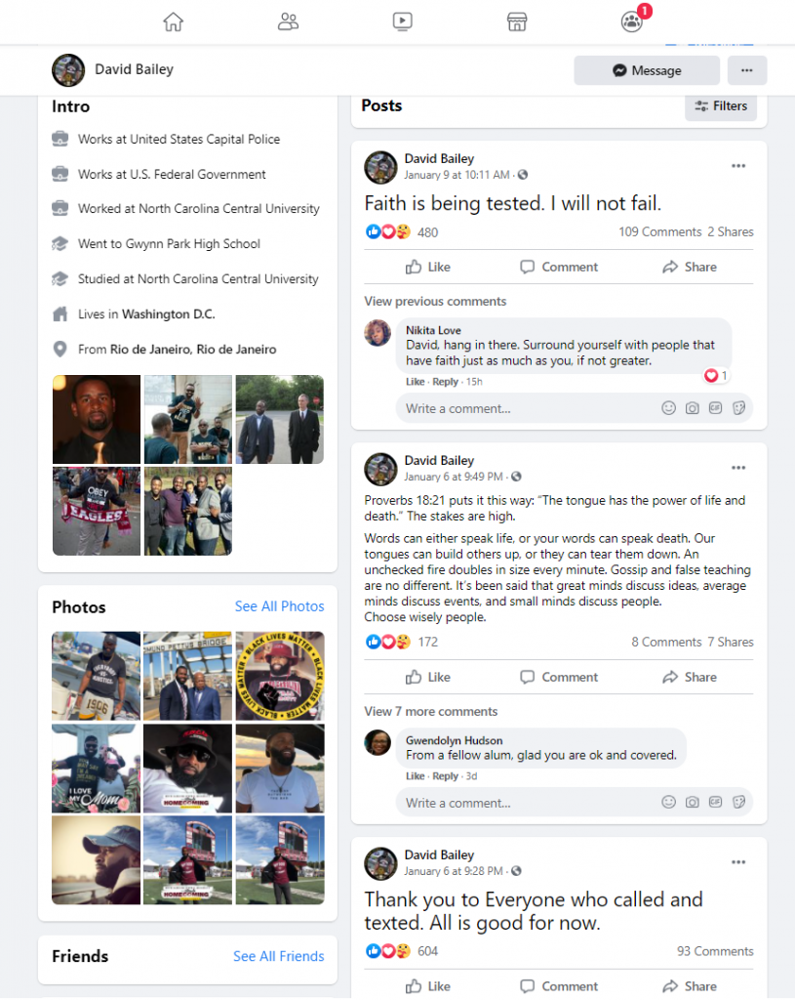 1
David Bailey
Message
Intro
Works at United States Capital Police
Works at U.S. Federal Government
Worked at North Carolina Central University
Went to Gwynn Park High School
Studied at North Carolina Central University
Lives in Washington D.C.
From Rio de Janeiro, Rio de Janeiro
OBEY
EAGLES
Photos
See All Photos
1906
EDMUND PETTUS BRIDGE
BLACK LIVES MATTER
BLACK LIVES MATTER
I LOVE
MY Mom
HOMECOMING
HOMECOMING
Friends
See All Friends
Posts
Filters
David Bailey
January 9 at 10:11 AM ·
Faith is being tested. I will not fail.
480
109 Comments 2 Shares
Like
Comment
Share
View previous comments
Nikita Love
David, hang in there. Surround yourself with people that
have faith just as much as you, if not greater.
1
Like · Reply · 15h
Write a comment...
GIF
David Bailey
January 6 at 9:49 PM ·
Proverbs 18:21 puts it this way: “The tongue has the power of life and
death.” The stakes are high.
Words can either speak life, or your words can speak death. Our
tongues can build others up, or they can tear them down. An
unchecked fire doubles in size every minute. Gossip and false teaching
are no different. It’s been said that great minds discuss ideas, average
minds discuss events, and small minds discuss people.
Choose wisely people.
172
8 Comments 7 Shares
Like
Comment
Share
View 7 more comments
Gwendolyn Hudson
From a fellow alum, glad you are ok and covered.
Like · Reply · 3d
Write a comment...
GIF
David Bailey
January 6 at 9:28 PM ·
Thank you to Everyone who called and
texted. All is good for now.
604
93 Comments
Like
Comment
Share